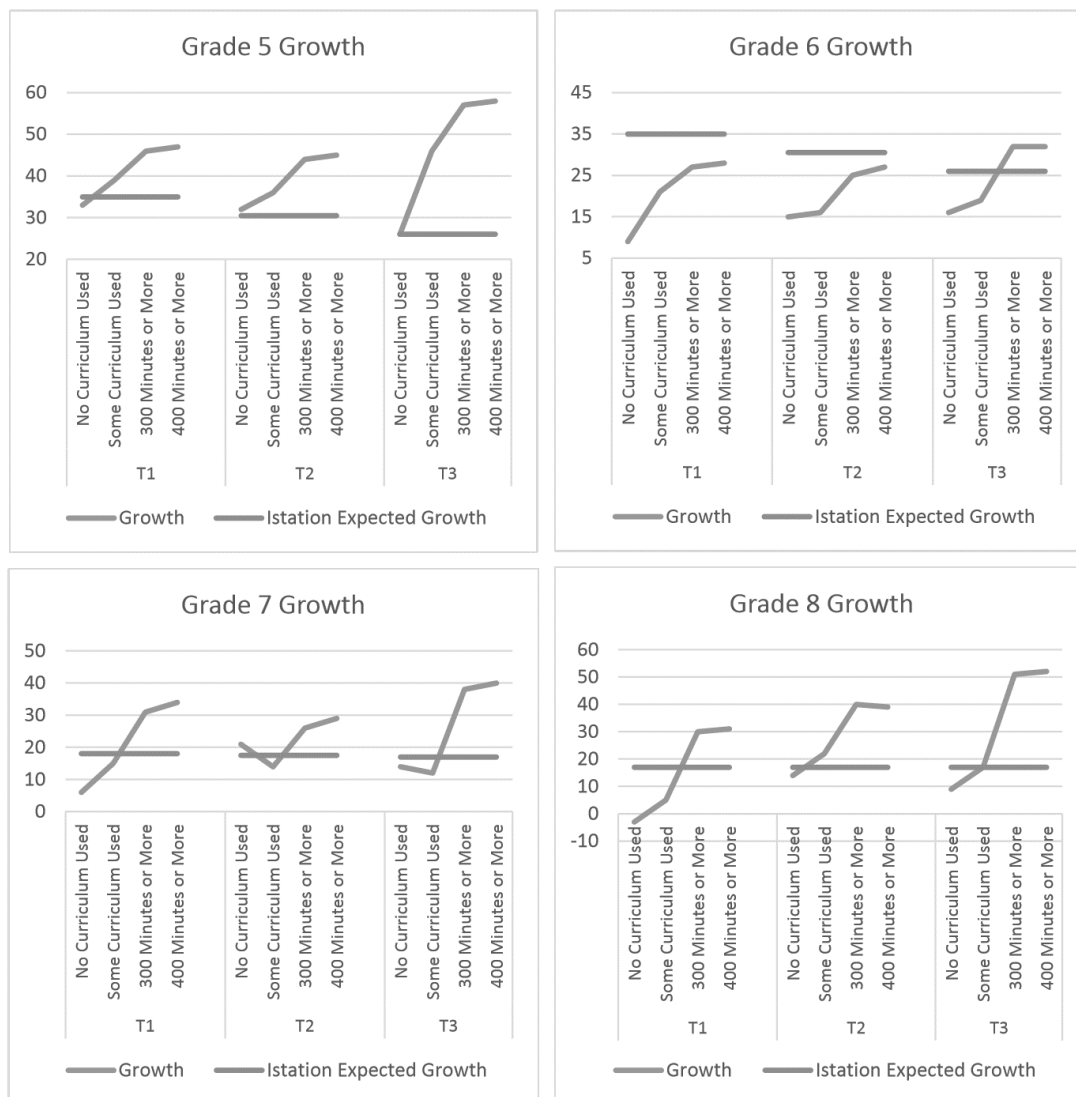 Grade 5 Growth
60
50
40
30
20
No Curriculum Used
Some Curriculum Used
300 Minutes or More
400 Minutes or More
No Curriculum Used
Some Curriculum Used
300 Minutes or More
400 Minutes or More
No Curriculum Used
Some Curriculum Used
300 Minutes or More
400 Minutes or More
T1 T2 T3
Growth Istation Expected Growth
Grade 6 Growth
45
35
25
15
5
No Curriculum Used
Some Curriculum Used
300 Minutes or More
400 Minutes or More
No Curriculum Used
Some Curriculum Used
300 Minutes or More
400 Minutes or More
No Curriculum Used
Some Curriculum Used
300 Minutes or More
400 Minutes or More
T1 T2 T3
Growth Istation Expected Growth
Grade 7 Growth
50
40
30
20
10
0
No Curriculum Used
Some Curriculum Used
300 Minutes or More
400 Minutes or More
No Curriculum Used
Some Curriculum Used
300 Minutes or More
400 Minutes or More
No Curriculum Used
Some Curriculum Used
300 Minutes or More
400 Minutes or More
T1 T2 T3
Growth Istation Expected Growth
Grade 8 Growth
60
50
40
30
20
10
0
-10
No Curriculum Used
Some Curriculum Used
300 Minutes or More
400 Minutes or More
No Curriculum Used
Some Curriculum Used
300 Minutes or More
400 Minutes or More
No Curriculum Used
Some Curriculum Used
300 Minutes or More
400 Minutes or More
T1 T2 T3
Growth Istation Expected Growth